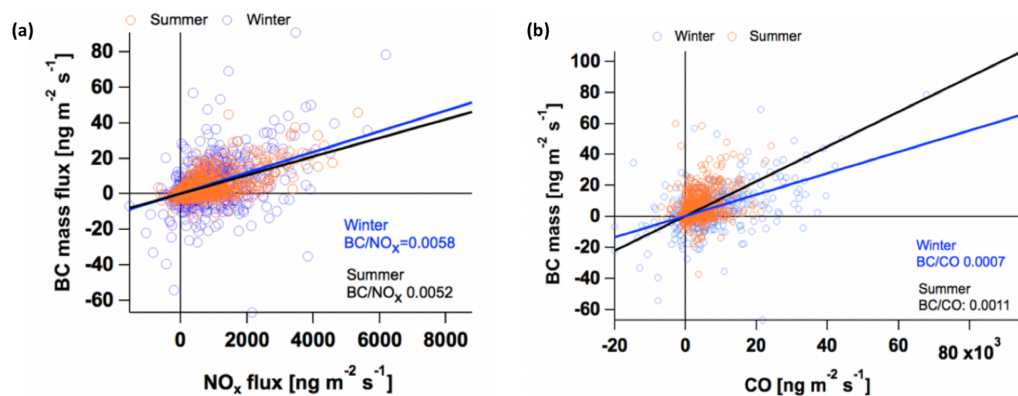 (a)
Summer Winter
80
60
40
20
0
-20
-40
-60
BC mass flux [ng m⁻² s⁻¹]
Winter
BC/NOₓ=0.0058
Summer
BC/NOₓ 0.0052
0 2000 4000 6000 8000
NOₓ flux [ng m⁻² s⁻¹]
(b)
Winter Summer
100
80
60
40
20
0
-20
-40
-60
BC mass [ng m⁻² s⁻¹]
Winter
BC/CO 0.0007
Summer
BC/CO: 0.0011
-20 0 20 40 60 80 x10³
CO [ng m⁻² s⁻¹]